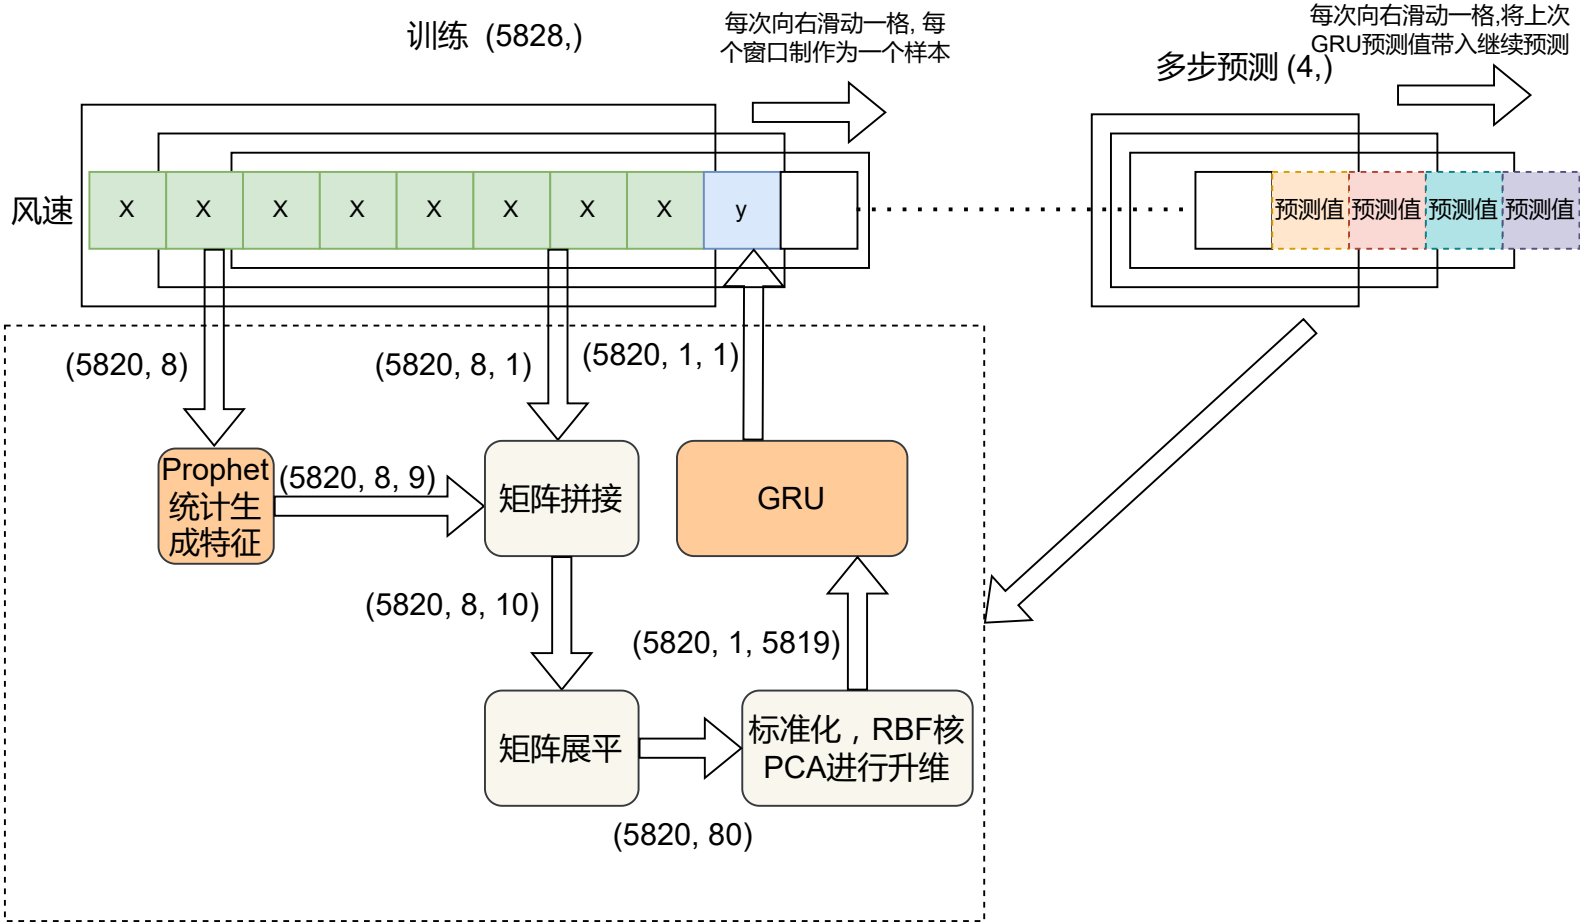 训练 (5828,)
每次向右滑动一格, 每
个窗口制作为一个样本
每次向右滑动一格,将上次
GRU预测值带入继续预测
多步预测 (4,)
风速
X X X X X X X X y
预测值 预测值 预测值 预测值
(5820, 8)
(5820, 8, 1)
(5820, 1, 1)
Prophet
统计生
成特征
(5820, 8, 9)
矩阵拼接
GRU
(5820, 8, 10)
(5820, 1, 5819)
矩阵展平
标准化，RBF核
PCA进行升维
(5820, 80)